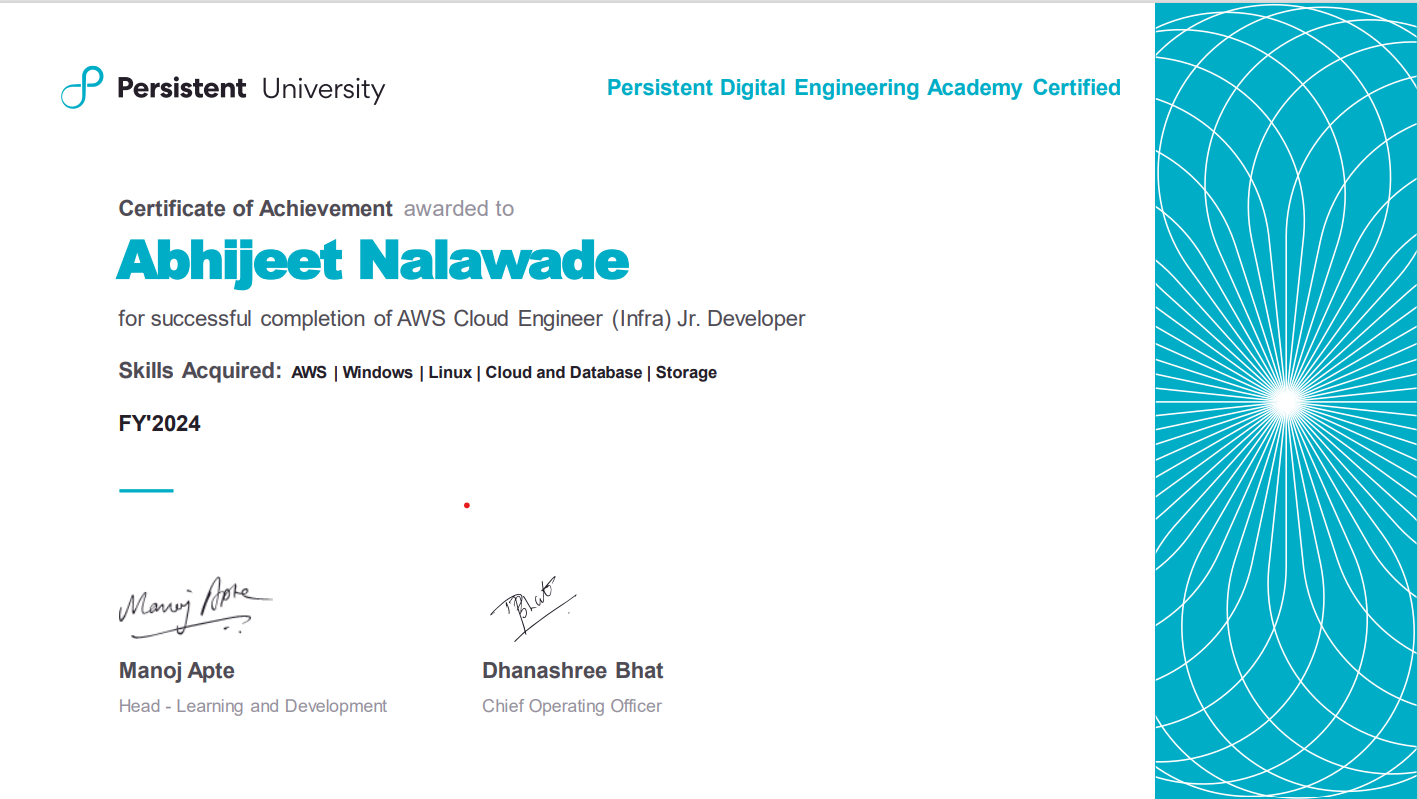 Persistent University
Persistent Digital Engineering Academy Certified
Certificate of Achievement awarded to
Abhijeet Nalawade
for successful completion of AWS Cloud Engineer (Infra) Jr. Developer
Skills Acquired: AWS | Windows | Linux | Cloud and Database | Storage
FY'2024
Manoj Apte
Bhat
Manoj Apte
Dhanashree Bhat
Head - Learning and Development
Chief Operating Officer